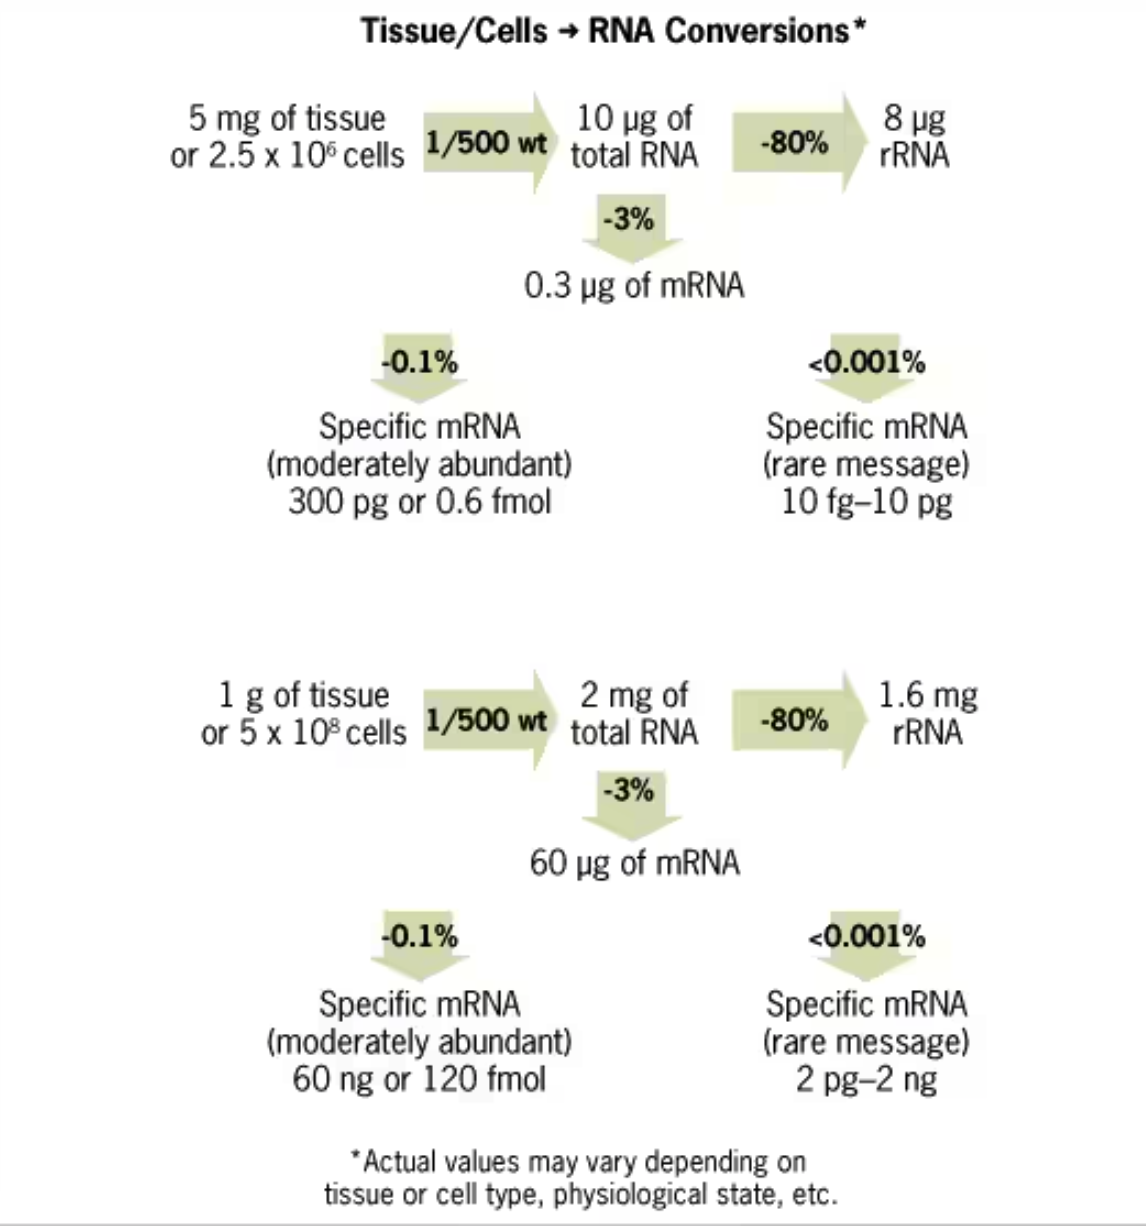 Tissue/Cells → RNA Conversions*
5 mg of tissue
or 2.5 x 10⁶ cells
1/500 wt
10 µg of
total RNA
-80%
8 µg
rRNA
-3%
0.3 µg of mRNA
-0.1%
<0.001%
Specific mRNA
(moderately abundant)
300 pg or 0.6 fmol
Specific mRNA
(rare message)
10 fg–10 pg
1 g of tissue
or 5 x 10⁸ cells
1/500 wt
2 mg of
total RNA
-80%
1.6 mg
rRNA
-3%
60 µg of mRNA
-0.1%
<0.001%
Specific mRNA
(moderately abundant)
60 ng or 120 fmol
Specific mRNA
(rare message)
2 pg–2 ng
*Actual values may vary depending on
tissue or cell type, physiological state, etc.